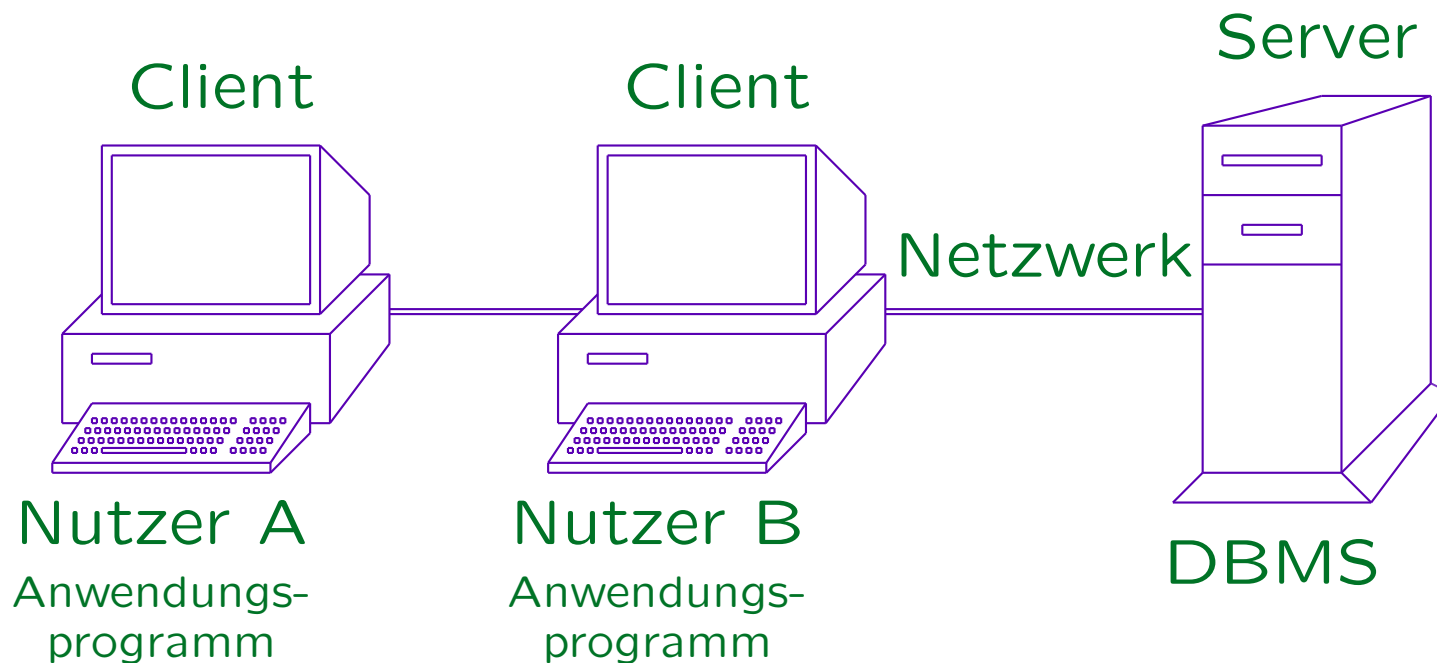 Server
Client
Client
Netzwerk
Nutzer A
Nutzer B
DBMS
Anwendungs-
programm
Anwendungs-
programm